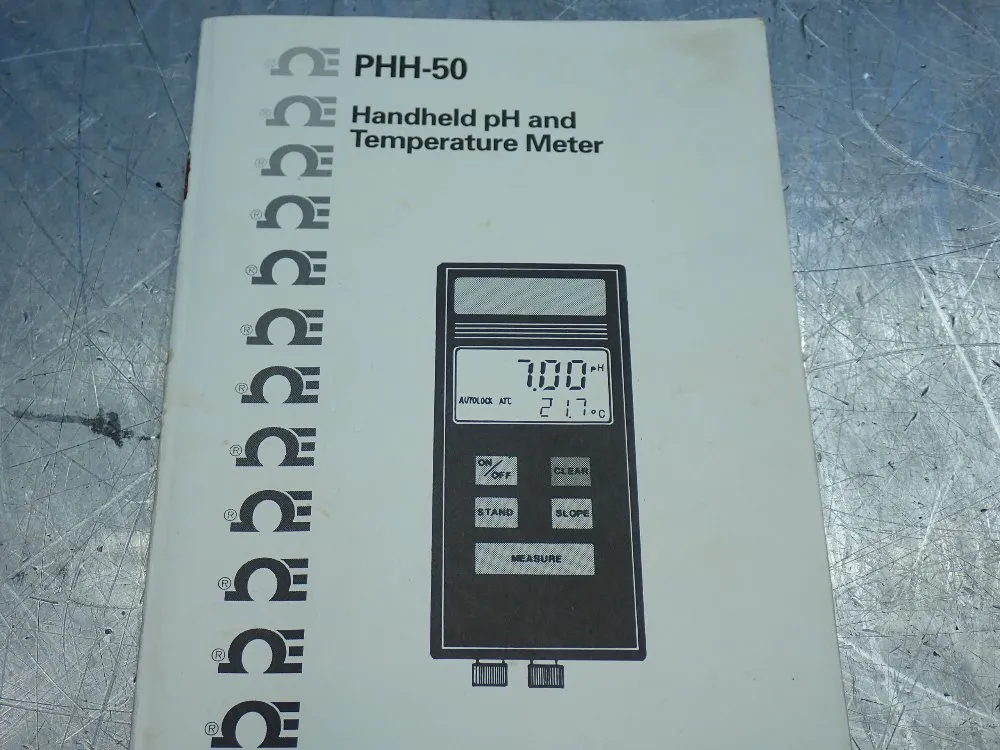 PHH-50
Handheld pH and
Temperature Meter
7.00 pH
AUTOLOCK ATC 21.7 °C
ON/OFF CLEAR
STAND SLOPE
MEASURE